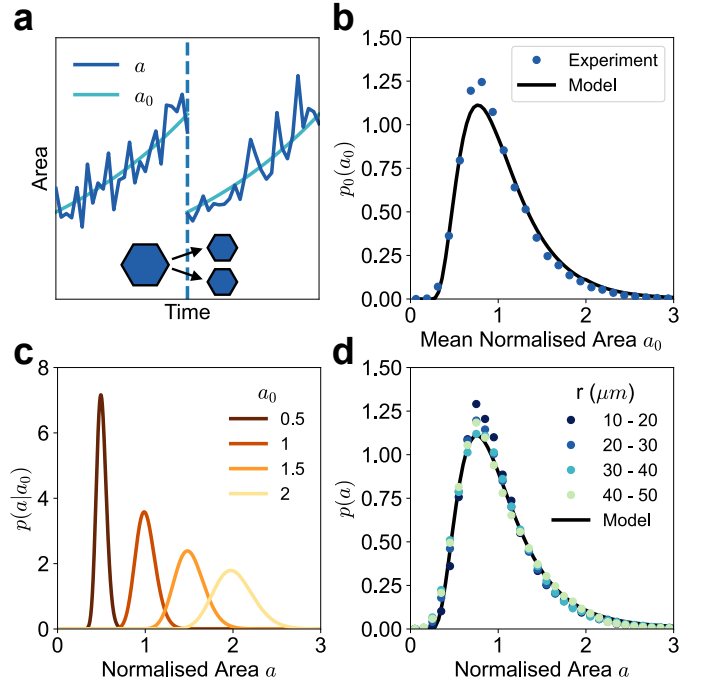 a
a
a₀
Area
Time
b
1.50
1.25
1.00
0.75
0.50
0.25
0.00
p₀(a₀)
Experiment
Model
0 1 2 3
Mean Normalised Area a₀
c
8
6
4
2
0
p(a|a₀)
a₀
0.5
1
1.5
2
0 1 2 3
Normalised Area a
d
1.50
1.25
1.00
0.75
0.50
0.25
0.00
p(a)
r (μm)
10 - 20
20 - 30
30 - 40
40 - 50
Model
0 1 2 3
Normalised Area a